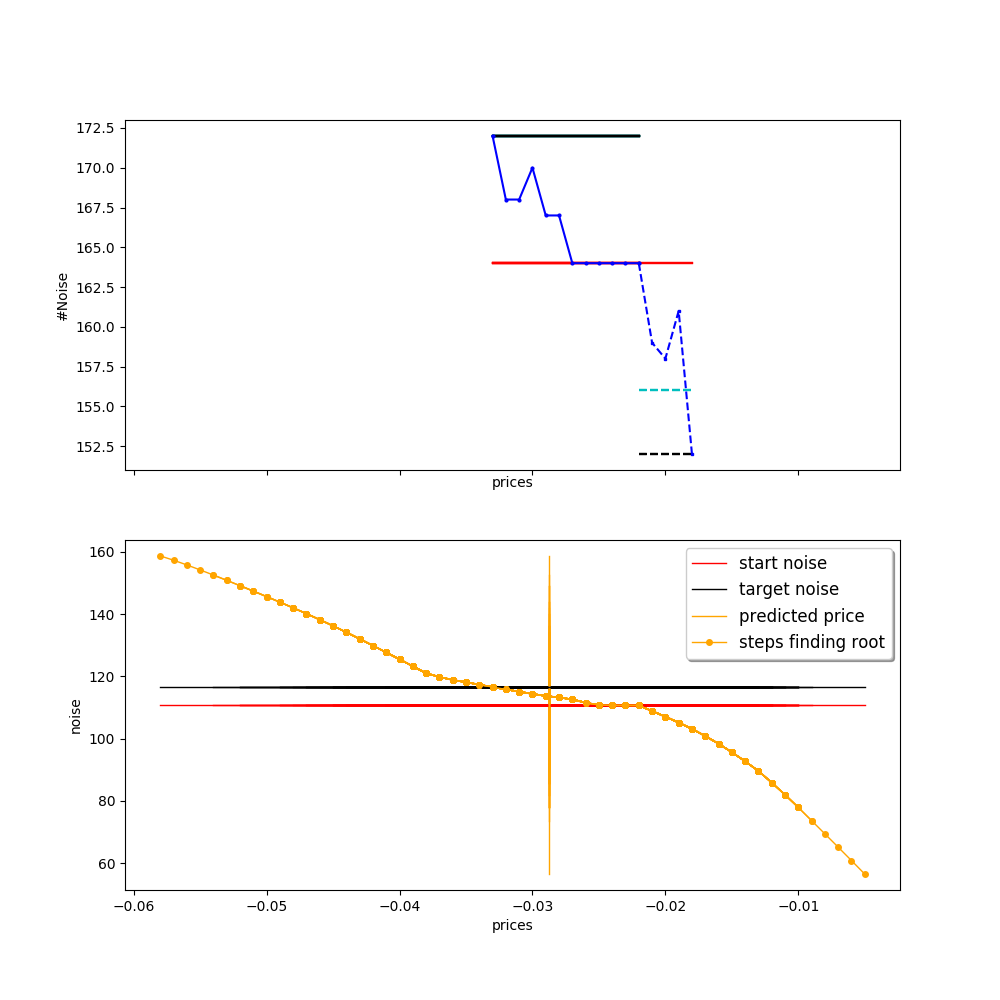 172.5
170.0
167.5
165.0
162.5
160.0
157.5
155.0
152.5
#Noise
prices
160
140
120
100
80
60
noise
start noise
target noise
predicted price
steps finding root
−0.06 −0.05 −0.04 −0.03 −0.02 −0.01
prices